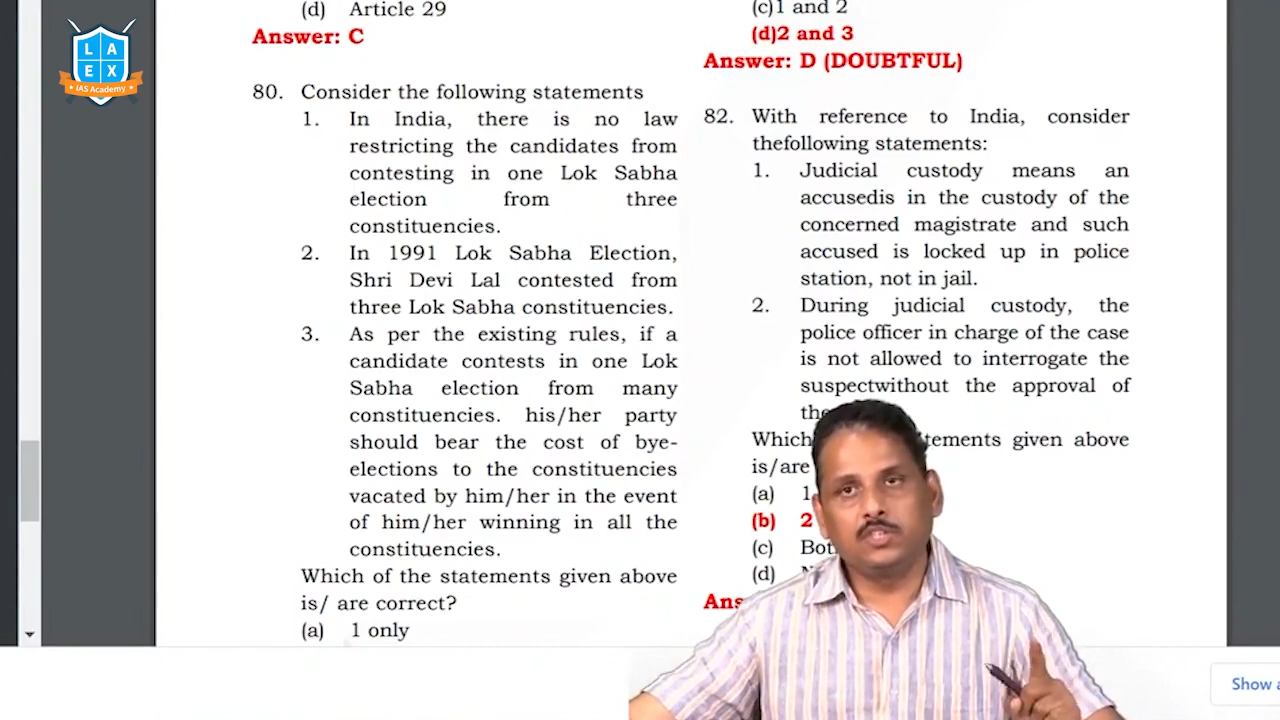 L A
E X
IAS Academy
(d) Article 29
Answer: C
80. Consider the following statements
1. In India, there is no law
restricting the candidates from
contesting in one Lok Sabha
election from three
constituencies.
2. In 1991 Lok Sabha Election,
Shri Devi Lal contested from
three Lok Sabha constituencies.
3. As per the existing rules, if a
candidate contests in one Lok
Sabha election from many
constituencies. his/her party
should bear the cost of bye-
elections to the constituencies
vacated by him/her in the event
of him/her winning in all the
constituencies.
Which of the statements given above
is/ are correct?
(a) 1 only
(c)1 and 2
(d)2 and 3
Answer: D (DOUBTFUL)
82. With reference to India, consider
thefollowing statements:
1. Judicial custody means an
accusedis in the custody of the
concerned magistrate and such
accused is locked up in police
station, not in jail.
2. During judicial custody, the
police officer in charge of the case
is not allowed to interrogate the
suspectwithout the approval of
Which given above
is/are
(a) 1
(b) 2
(c)
(d)
Show